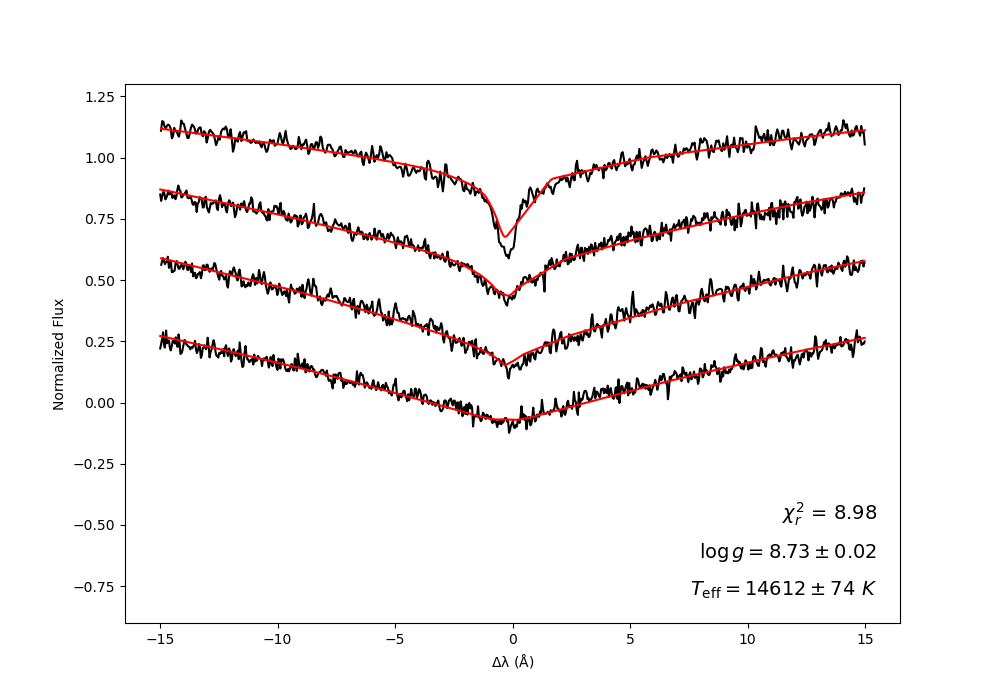 1.25
1.00
0.75
0.50
0.25
0.00
−0.25
−0.50
−0.75
Normalized Flux
χ_r^2 = 8.98
log g = 8.73 ± 0.02
T_eff = 14612 ± 74 K
−15 −10 −5 0 5 10 15
Δλ (Å)